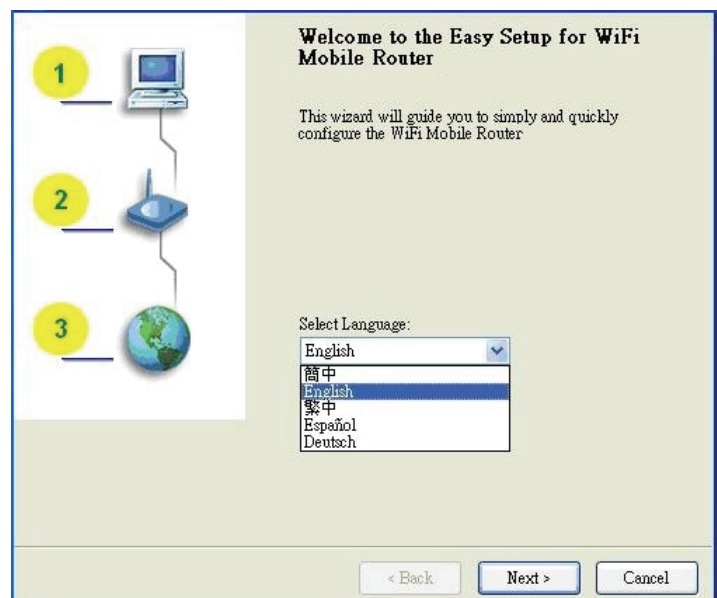 1
2
3
Welcome to the Easy Setup for WiFi
Mobile Router
This wizard will guide you to simply and quickly
configure the WiFi Mobile Router
Select Language:
English
簡中
English
繁中
Español
Deutsch
< Back
Next >
Cancel